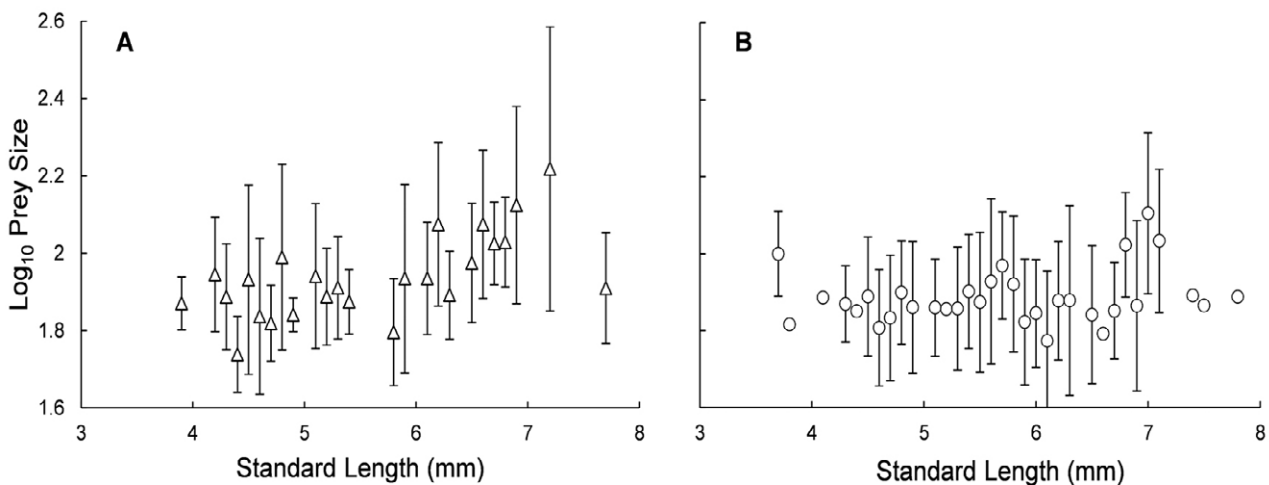 A
B
Log10 Prey Size
2.6
2.4
2.2
2
1.8
1.6
3 4 5 6 7 8
3 4 5 6 7 8
Standard Length (mm)
Standard Length (mm)